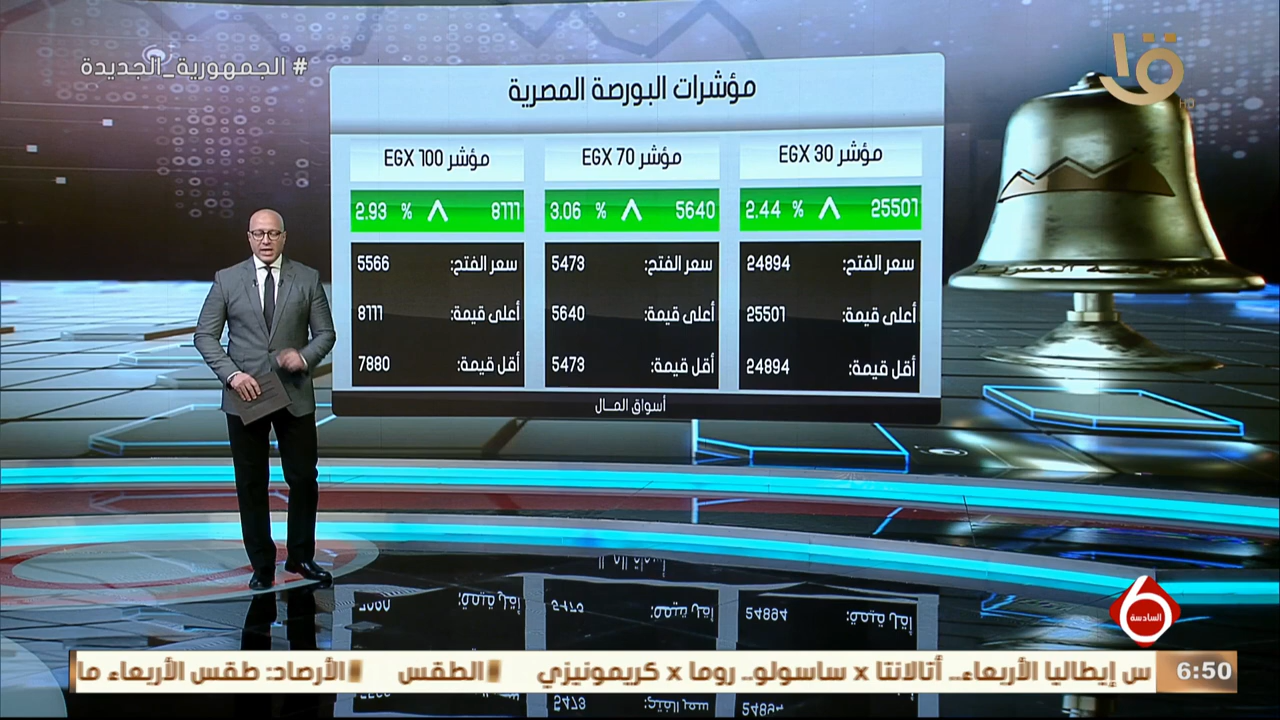 # الجمهورية_الجديدة
HD
مؤشرات البورصة المصرية
مؤشر EGX 30
25501 2.44 %
سعر الفتح: 24894
أعلى قيمة: 25501
أقل قيمة: 24894
مؤشر EGX 70
5640 3.06 %
سعر الفتح: 5473
أعلى قيمة: 5640
أقل قيمة: 5473
مؤشر EGX 100
8111 2.93 %
سعر الفتح: 5566
أعلى قيمة: 8111
أقل قيمة: 7880
أسواق المـال
السادسة
6:50 س إيطاليا الأربعاء.. أتالانتا x ساسولو.. روما x كريمونيزي الطقس الأرصاد: طقس الأربعاء ما